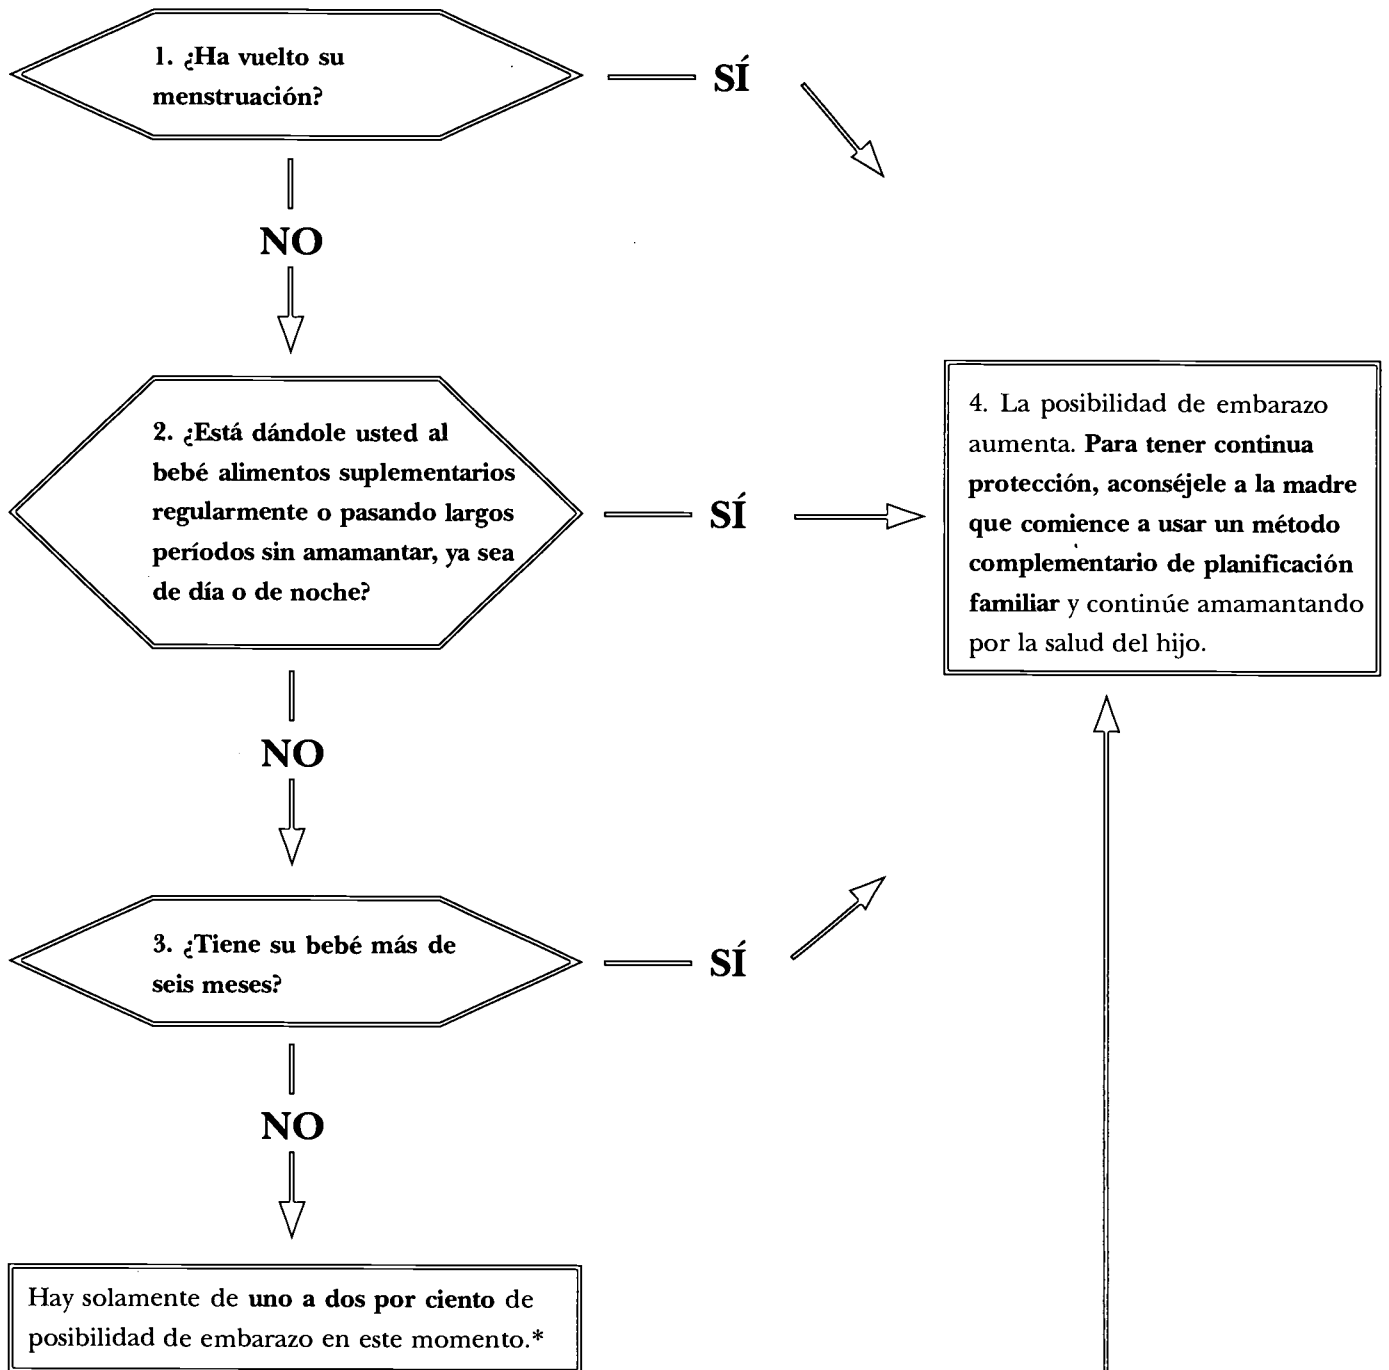 1. ¿Ha vuelto su
menstruación?
SÍ
NO
2. ¿Está dándole usted al
bebé alimentos suplementarios
regularmente o pasando largos
períodos sin amamantar, ya sea
de día o de noche?
SÍ
4. La posibilidad de embarazo
aumenta. Para tener continua
protección, aconséjele a la madre
que comience a usar un método
complementario de planificación
familiar y continúe amamantando
por la salud del hijo.
NO
3. ¿Tiene su bebé más de
seis meses?
SÍ
NO
Hay solamente de uno a dos por ciento de
posibilidad de embarazo en este momento.*